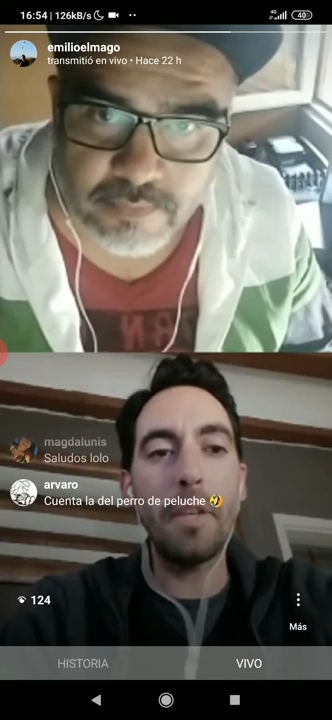 16:54 | 126kB/s
4G
40
emilioelmago
transmitió en vivo • Hace 22 h
magdalunis
Saludos lolo
arvaro
Cuenta la del perro de peluche 🤣
124
Más
HISTORIA
VIVO